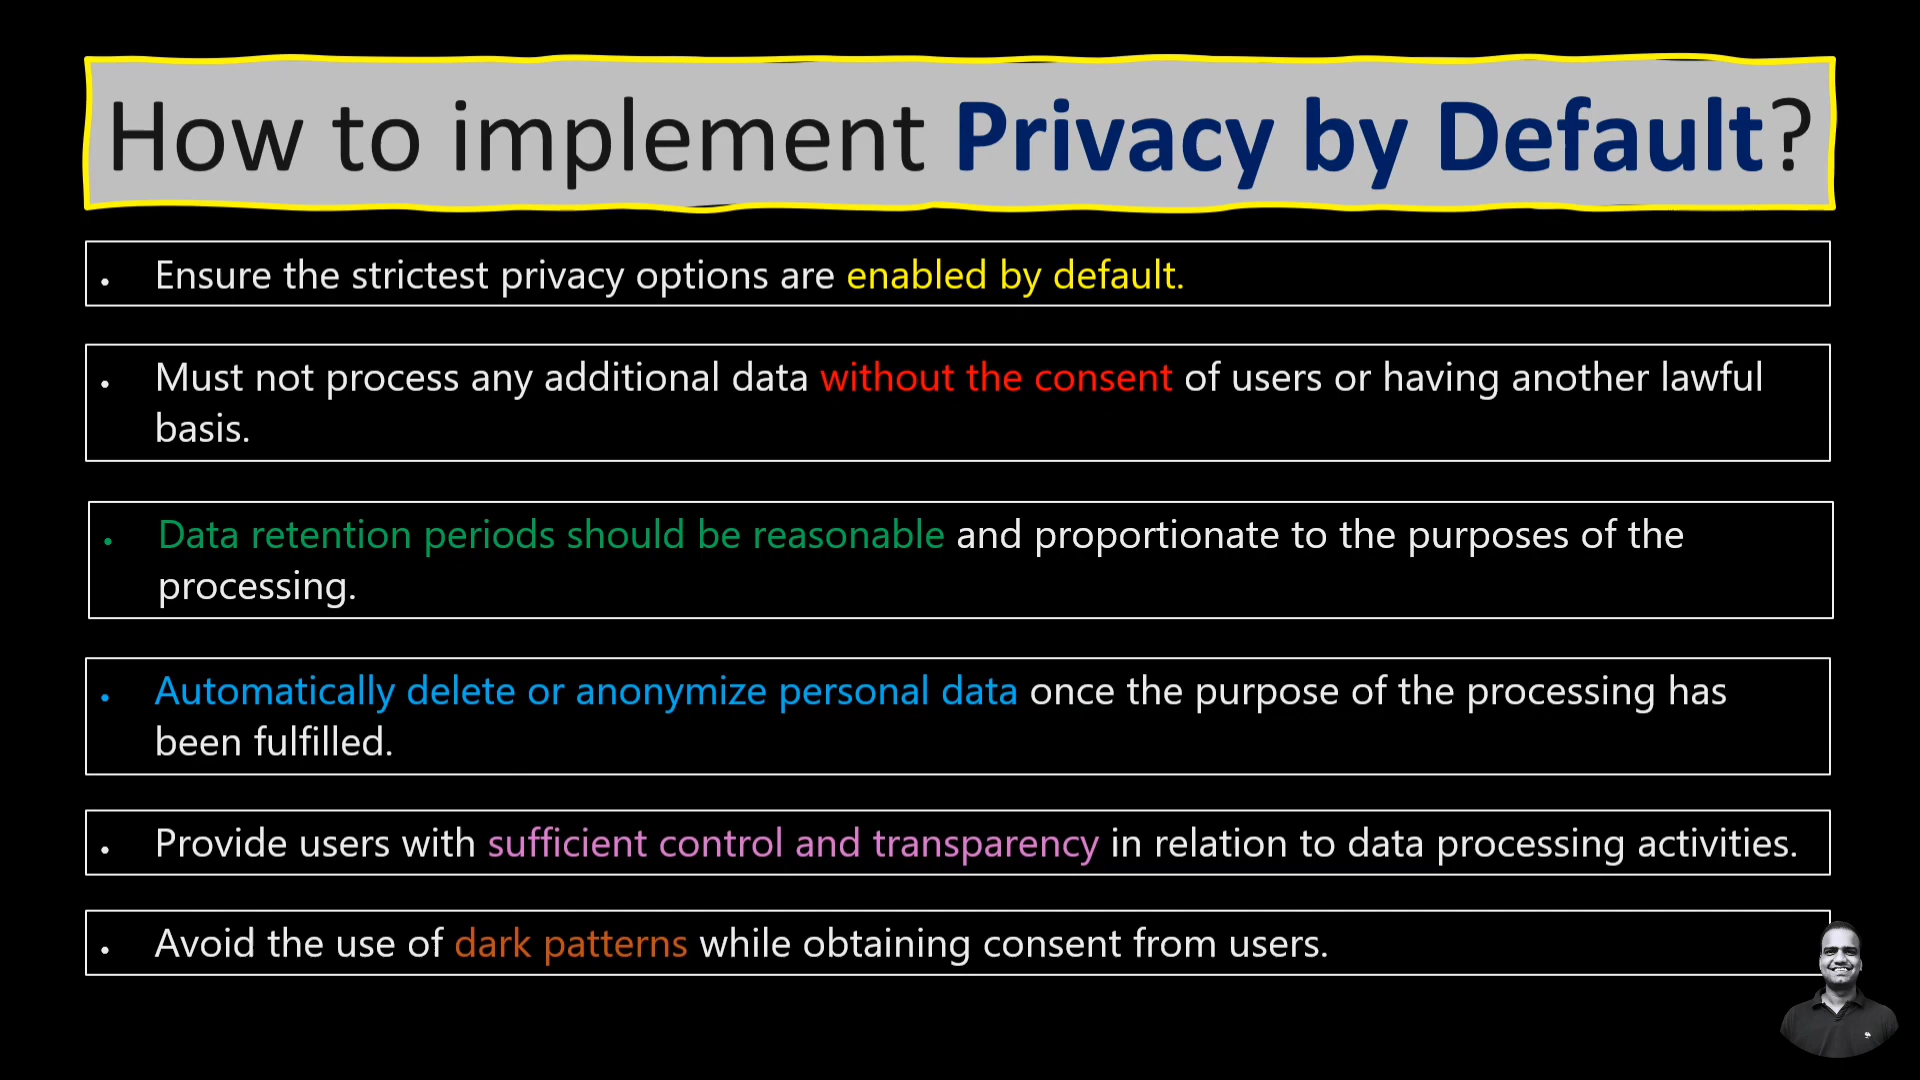 How to implement Privacy by Default?
• Ensure the strictest privacy options are enabled by default.
• Must not process any additional data without the consent of users or having another lawful
basis.
• Data retention periods should be reasonable and proportionate to the purposes of the
processing.
• Automatically delete or anonymize personal data once the purpose of the processing has
been fulfilled.
• Provide users with sufficient control and transparency in relation to data processing activities.
• Avoid the use of dark patterns while obtaining consent from users.